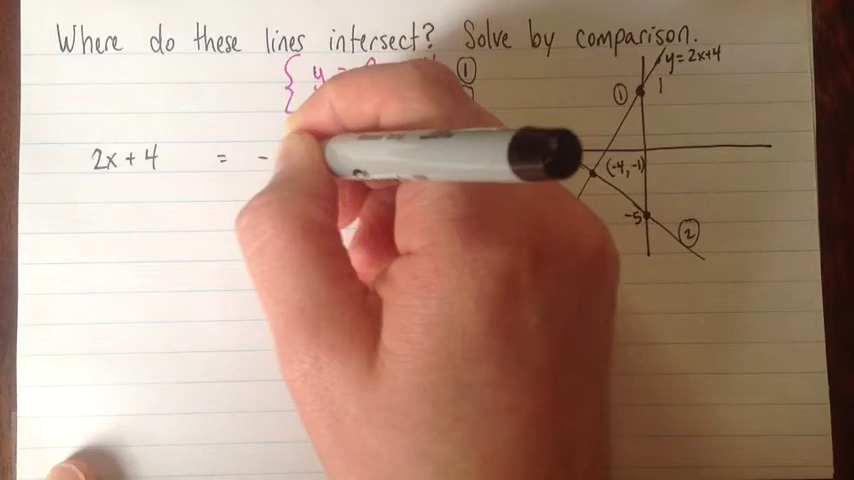 Where do these lines intersect? Solve by comparison.
y = ①
y = 2x+4
① 1
2x + 4 = -
(-4, -1)
-5
②